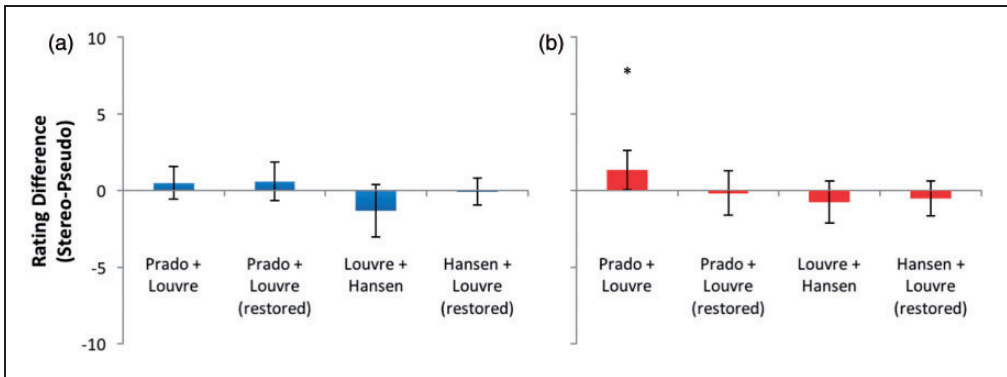 (a)
10
5
0
-5
-10
Rating Difference
(Stereo-Pseudo)
Prado +
Louvre
Prado +
Louvre
(restored)
Louvre +
Hansen
Hansen +
Louvre
(restored)
(b)
*
Prado +
Louvre
Prado +
Louvre
(restored)
Louvre +
Hansen
Hansen +
Louvre
(restored)